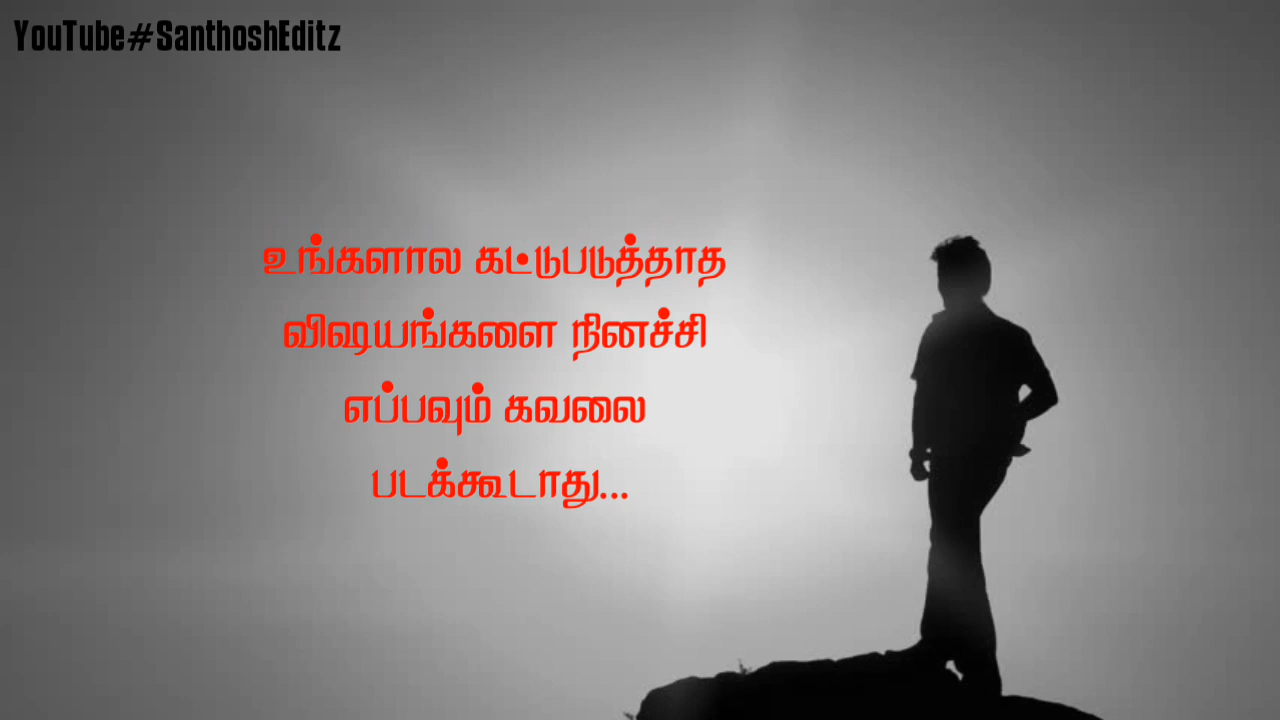 YouTube#SanthoshEditz
உங்களால கட்டுபடுத்தாத
விஷயங்களை நினச்சி
எப்பவும் கவலை
படக்கூடாது...